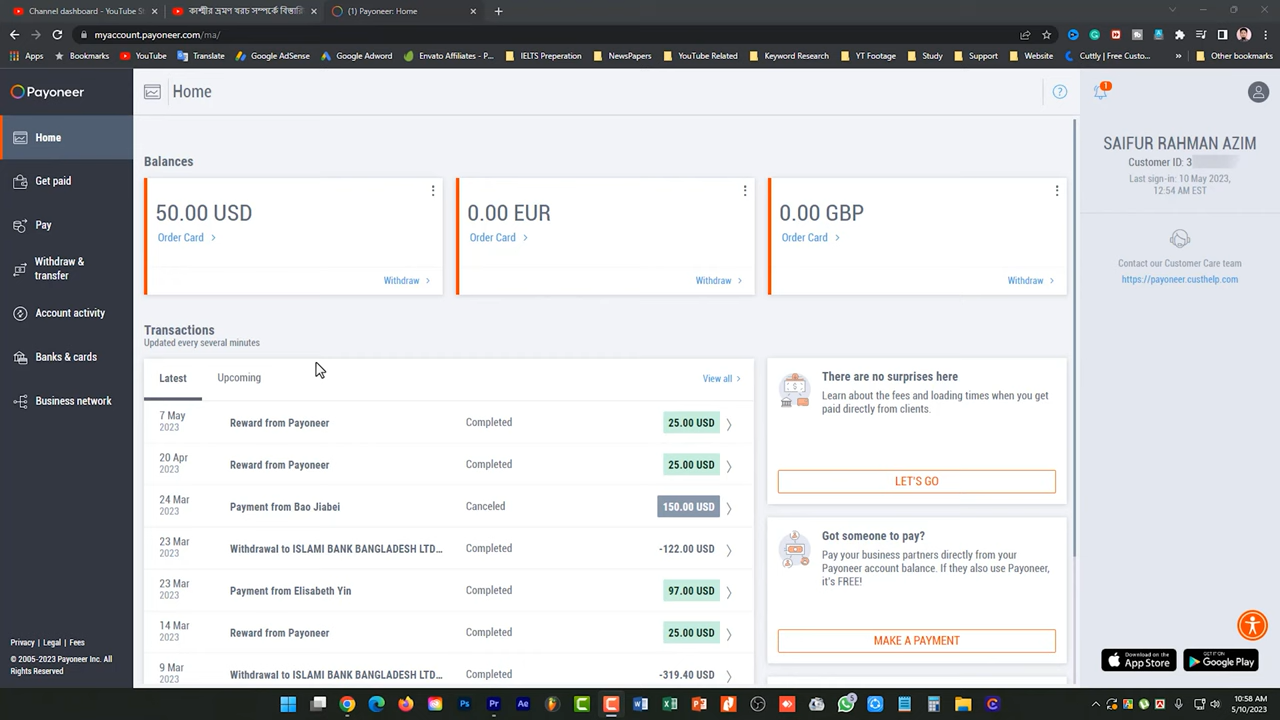 Channel dashboard - YouTube S
কাশ্মীর ভ্রমণ খরচ সম্পর্কে বিস্তারি
(1) Payoneer: Home
myaccount.payoneer.com/ma/
Apps
Bookmarks
YouTube
Translate
Google AdSense
Google Adword
Envato Affiliates - P...
IELTS Preperation
NewsPapers
YouTube Related
Keyword Research
YT Footage
Study
Support
Website
Cuttly | Free Custo...
»
Other bookmarks
Payoneer
Home
Get paid
Pay
Withdraw &
transfer
Account activity
Banks & cards
Business network
Privacy | Legal | Fees
© 2005-2023 Payoneer Inc. All
Rights Reserved
Home
?
Balances
50.00 USD
Order Card >
Withdraw >
0.00 EUR
Order Card >
Withdraw >
0.00 GBP
Order Card >
Withdraw >
Transactions
Updated every several minutes
Latest
Upcoming
View all >
7 May
2023
Reward from Payoneer
Completed
25.00 USD
20 Apr
2023
Reward from Payoneer
Completed
25.00 USD
24 Mar
2023
Payment from Bao Jiabei
Canceled
150.00 USD
23 Mar
2023
Withdrawal to ISLAMI BANK BANGLADESH LTD...
Completed
-122.00 USD
23 Mar
2023
Payment from Elisabeth Yin
Completed
97.00 USD
14 Mar
2023
Reward from Payoneer
Completed
25.00 USD
9 Mar
Withdrawal to ISLAMI BANK BANGLADESH LTD...
Completed
-319.40 USD
There are no surprises here
Learn about the fees and loading times when you get
paid directly from clients.
LET'S GO
Got someone to pay?
Pay your business partners directly from your
Payoneer account balance. If they also use Payoneer,
it's FREE!
MAKE A PAYMENT
1
SAIFUR RAHMAN AZIM
Customer ID: 3
Last sign-in: 10 May 2023,
12:54 AM EST
Contact our Customer Care team
https://payoneer.custhelp.com
Download on the
App Store
GET IT ON
Google Play
10:58 AM
5/10/2023